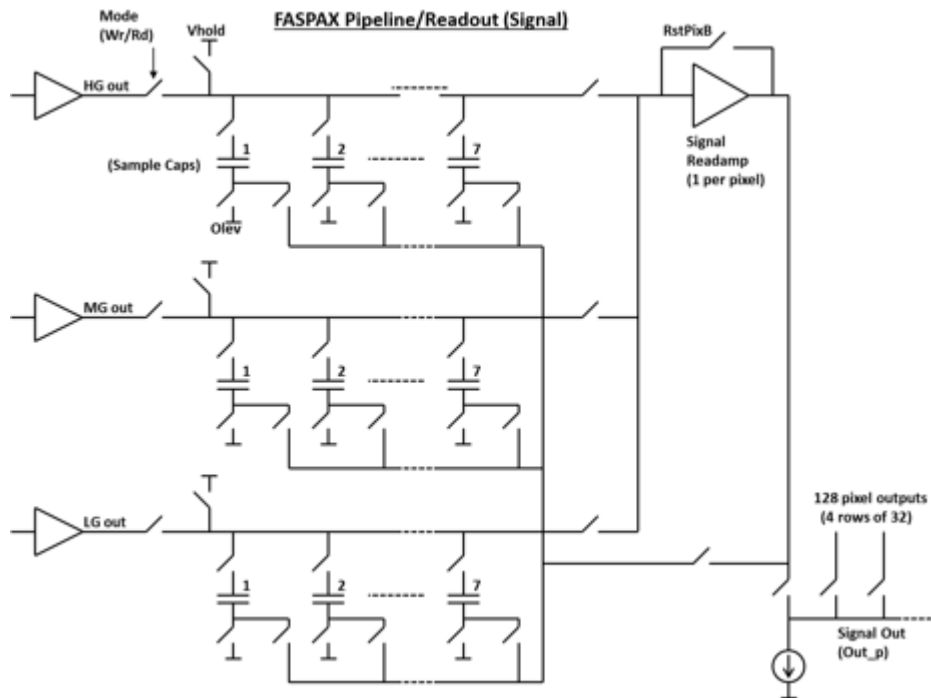 FASPAX Pipeline/Readout (Signal)
Mode
(Wr/Rd)
Vhold
RstPixB
HG out
(Sample Caps)
1
2
7
Signal
Readamp
(1 per pixel)
Olev
MG out
1
2
7
LG out
128 pixel outputs
(4 rows of 32)
1
2
7
Signal Out
(Out_p)